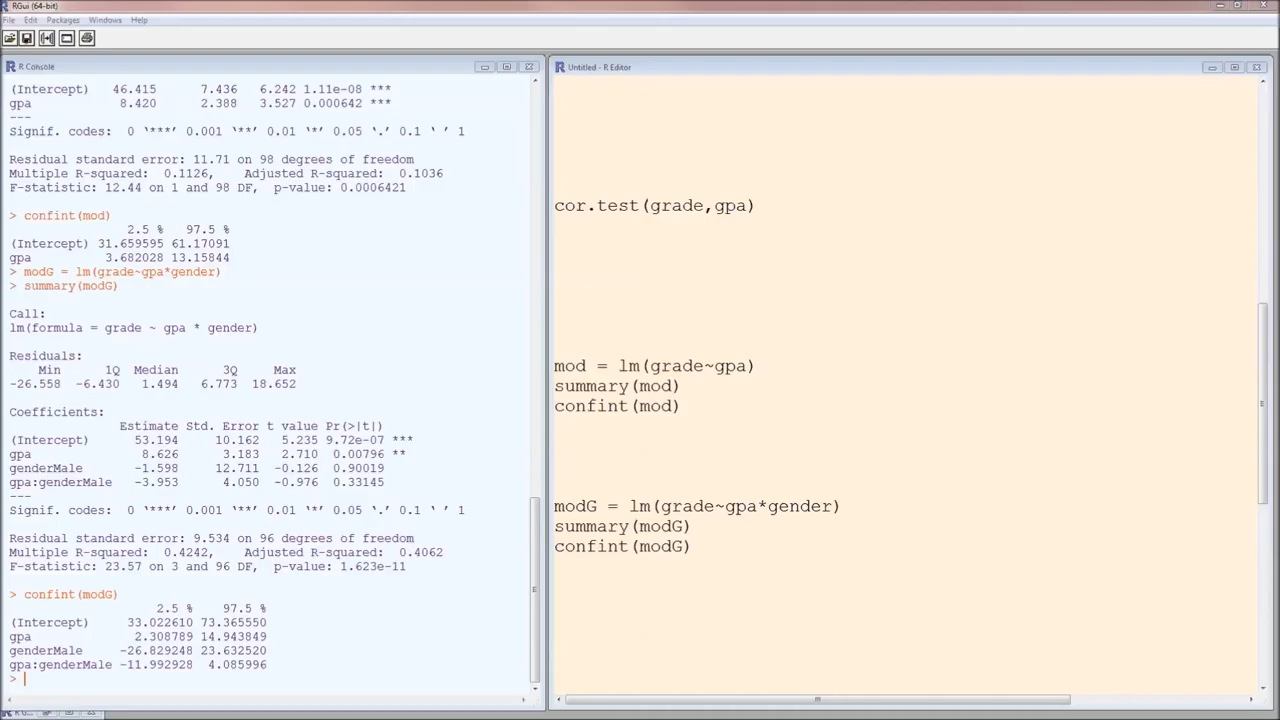 RGui (64-bit)
File Edit Packages Windows Help
R Console
(Intercept) 46.415 7.436 6.242 1.11e-08 ***
gpa 8.420 2.388 3.527 0.000642 ***
---
Signif. codes: 0 ‘***’ 0.001 ‘**’ 0.01 ‘*’ 0.05 ‘.’ 0.1 ‘ ’ 1
Residual standard error: 11.71 on 98 degrees of freedom
Multiple R-squared: 0.1126, Adjusted R-squared: 0.1036
F-statistic: 12.44 on 1 and 98 DF, p-value: 0.0006421
> confint(mod)
2.5 % 97.5 %
(Intercept) 31.659595 61.17091
gpa 3.682028 13.15844
> modG = lm(grade~gpa*gender)
> summary(modG)
Call:
lm(formula = grade ~ gpa * gender)
Residuals:
Min 1Q Median 3Q Max
-26.558 -6.430 1.494 6.773 18.652
Coefficients:
Estimate Std. Error t value Pr(>|t|)
(Intercept) 53.194 10.162 5.235 9.72e-07 ***
gpa 8.626 3.183 2.710 0.00796 **
genderMale -1.598 12.711 -0.126 0.90019
gpa:genderMale -3.953 4.050 -0.976 0.33145
---
Signif. codes: 0 ‘***’ 0.001 ‘**’ 0.01 ‘*’ 0.05 ‘.’ 0.1 ‘ ’ 1
Residual standard error: 9.534 on 96 degrees of freedom
Multiple R-squared: 0.4242, Adjusted R-squared: 0.4062
F-statistic: 23.57 on 3 and 96 DF, p-value: 1.623e-11
> confint(modG)
2.5 % 97.5 %
(Intercept) 33.022610 73.365550
gpa 2.308789 14.943849
genderMale -26.829248 23.632520
gpa:genderMale -11.992928 4.085996
>
Untitled - R Editor
cor.test(grade,gpa)
mod = lm(grade~gpa)
summary(mod)
confint(mod)
modG = lm(grade~gpa*gender)
summary(modG)
confint(modG)